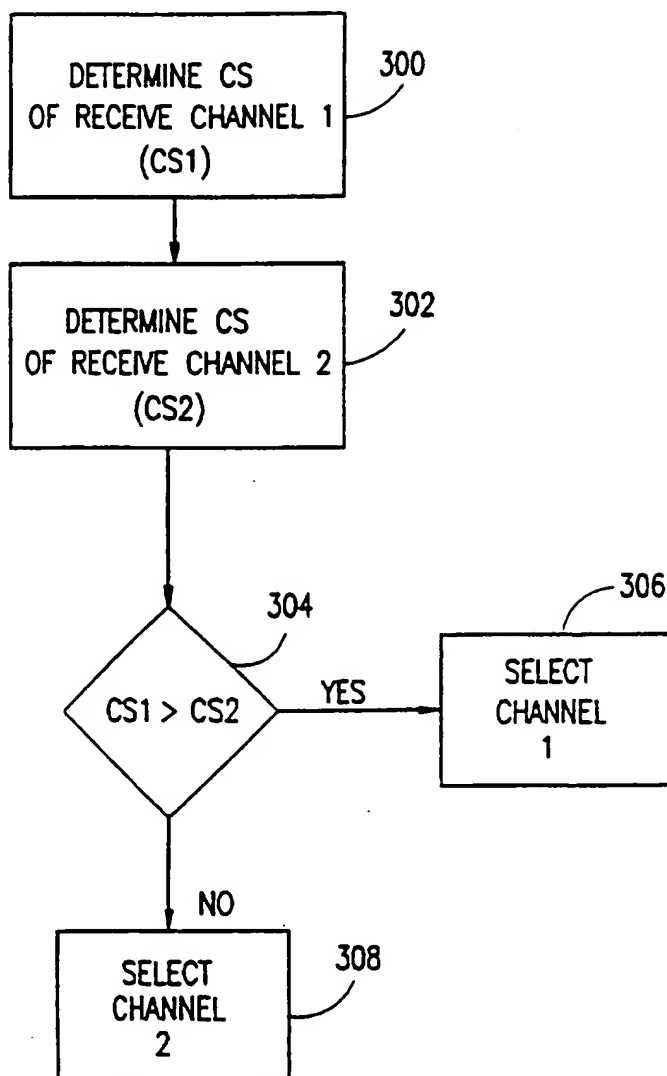 DETERMINE CS
OF RECEIVE CHANNEL 1
(CS1)
300
DETERMINE CS
OF RECEIVE CHANNEL 2
(CS2)
302
304
CS1 > CS2
YES
306
SELECT
CHANNEL
1
NO
SELECT
CHANNEL
2
308